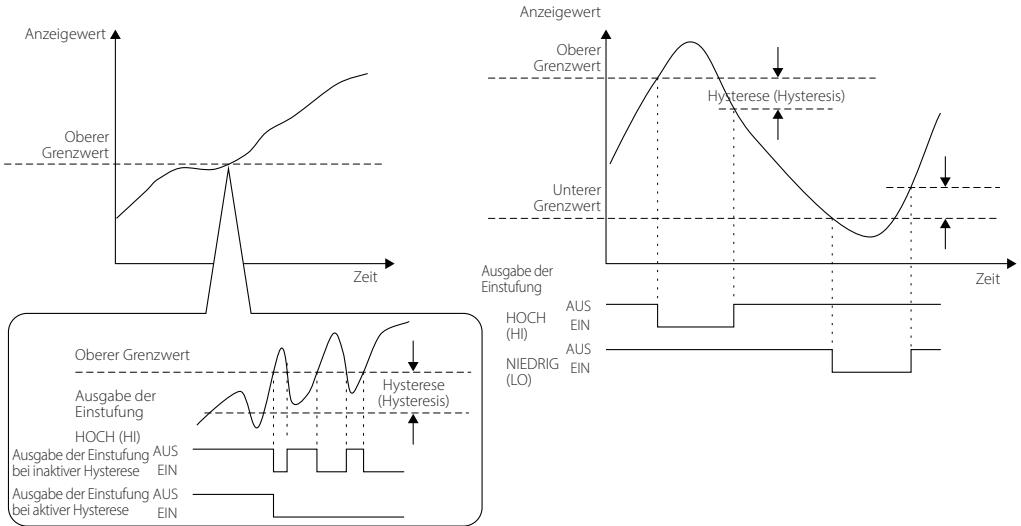 Anzeigewert
Oberer
Grenzwert
Zeit
Oberer Grenzwert
Hysterese
(Hysteresis)
Ausgabe der
Einstufung
HOCH (HI)
Ausgabe der Einstufung AUS
bei inaktiver Hysterese EIN
Ausgabe der Einstufung AUS
bei aktiver Hysterese EIN
Anzeigewert
Oberer
Grenzwert
Hysterese (Hysteresis)
Unterer
Grenzwert
Zeit
Ausgabe der
Einstufung
HOCH
(HI)
AUS
EIN
NIEDRIG
(LO)
AUS
EIN